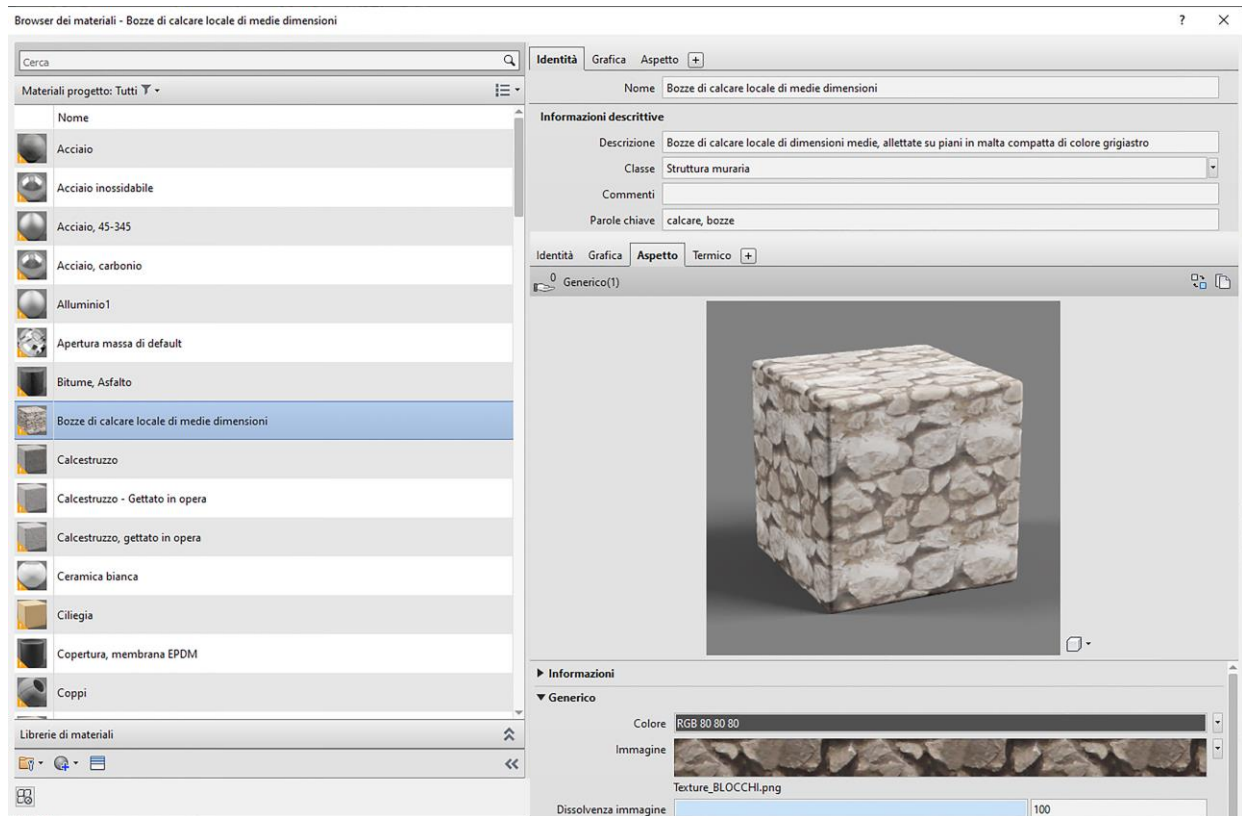 Browser dei materiali - Bozze di calcare locale di medie dimensioni
?
Cerca
Materiali progetto: Tutti
Nome
Acciaio
Acciaio inossidabile
Acciaio, 45-345
Acciaio, carbonio
Alluminio1
Apertura massa di default
Bitume, Asfalto
Bozze di calcare locale di medie dimensioni
Calcestruzzo
Calcestruzzo - Gettato in opera
Calcestruzzo, gettato in opera
Ceramica bianca
Ciliegia
Copertura, membrana EPDM
Coppi
Librerie di materiali
Identità Grafica Aspetto
Nome Bozze di calcare locale di medie dimensioni
Informazioni descrittive
Descrizione Bozze di calcare locale di dimensioni medie, allettate su piani in malta compatta di colore grigiastro
Classe Struttura muraria
Commenti
Parole chiave calcare, bozze
Identità Grafica Aspetto Termico
0 Generico(1)
Informazioni
Generico
Colore RGB 80 80 80
Immagine
Texture_BLOCCHI.png
Dissolvenza immagine 100